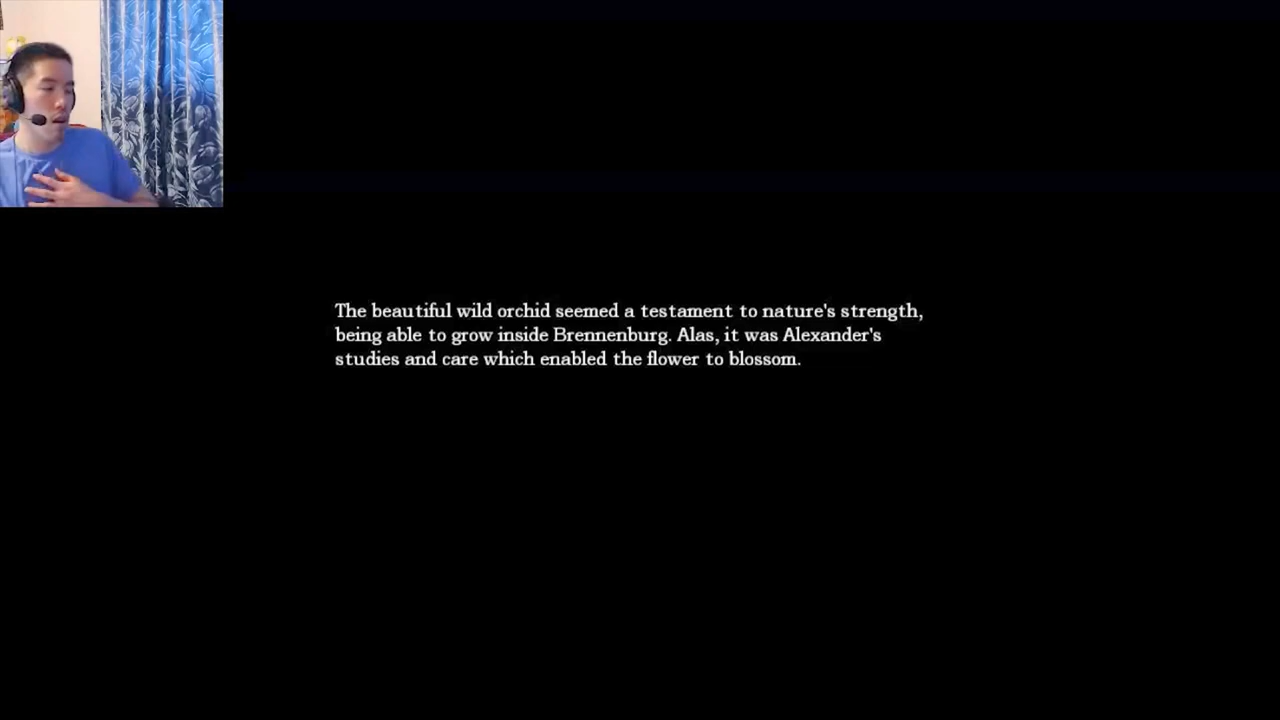 The beautiful wild orchid seemed a testament to nature's strength,
being able to grow inside Brennenburg. Alas, it was Alexander's
studies and care which enabled the flower to blossom.